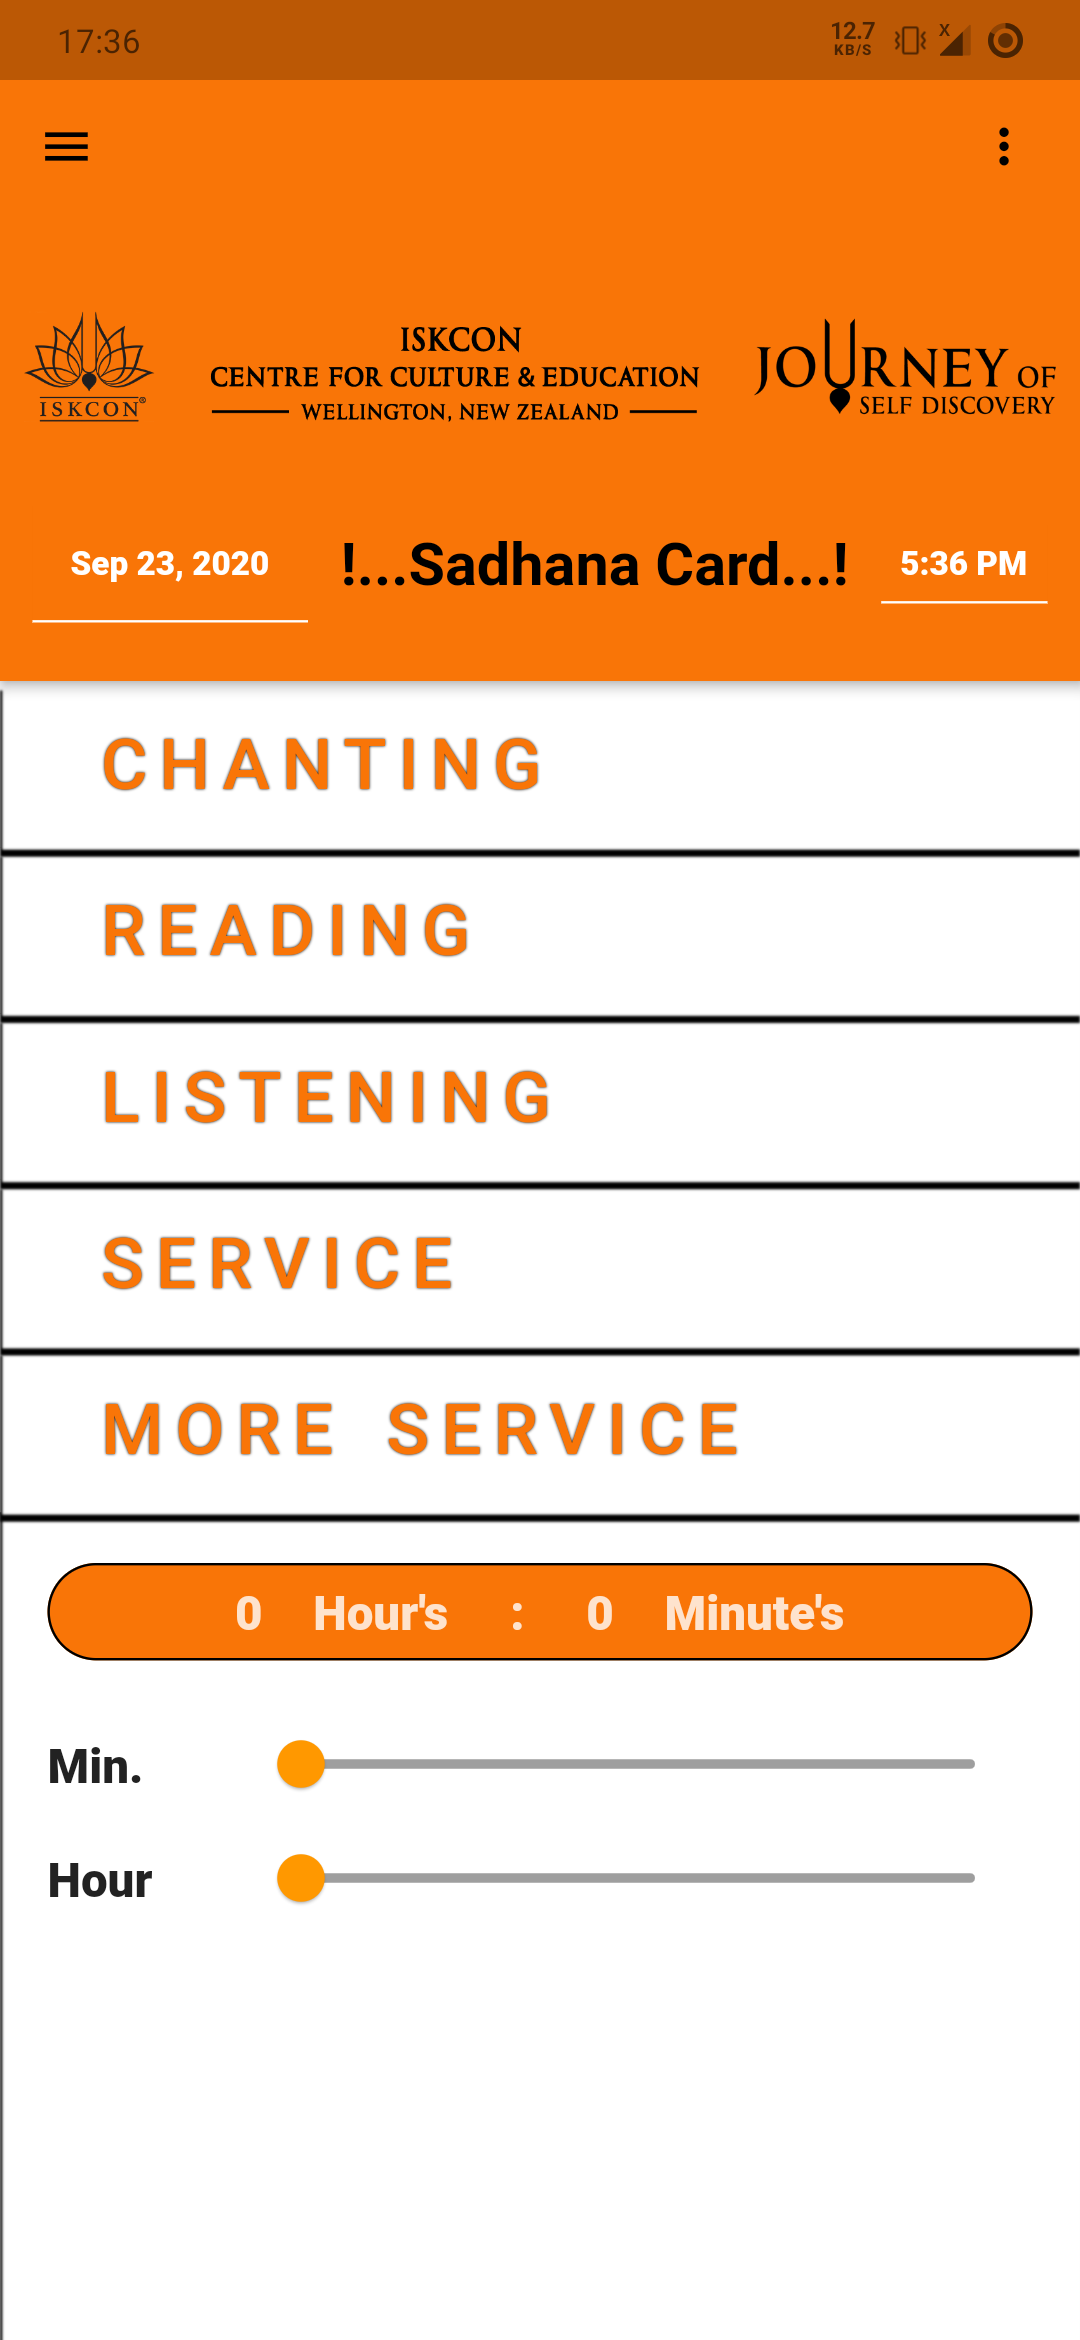 17:36
12.7
KB/S
ISKCON®
ISKCON
CENTRE FOR CULTURE & EDUCATION
WELLINGTON, NEW ZEALAND
JOURNEY OF
SELF DISCOVERY
Sep 23, 2020
!...Sadhana Card...!
5:36 PM
CHANTING
READING
LISTENING
SERVICE
MORE SERVICE
0 Hour's : 0 Minute's
Min.
Hour